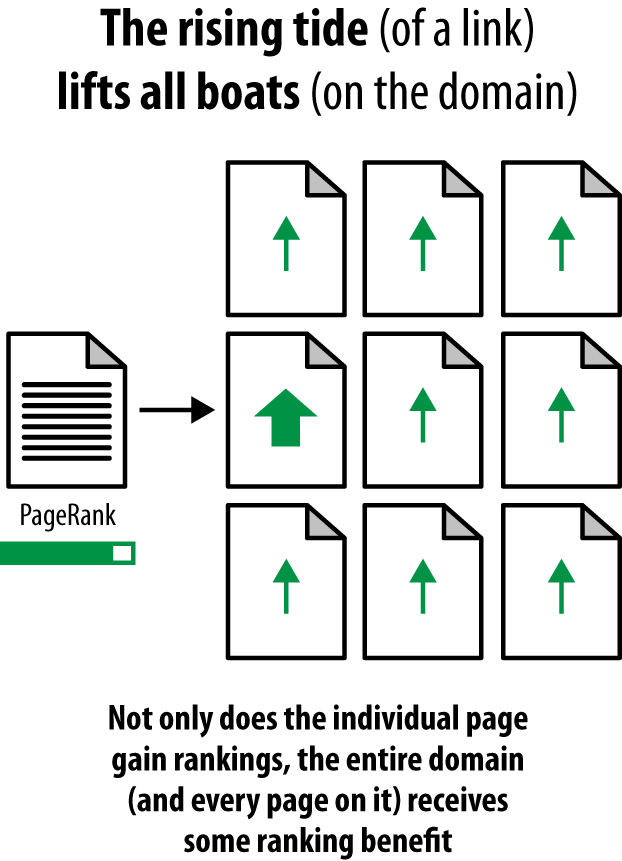 The rising tide (of a link)
lifts all boats (on the domain)
PageRank
Not only does the individual page
gain rankings, the entire domain
(and every page on it) receives
some ranking benefit